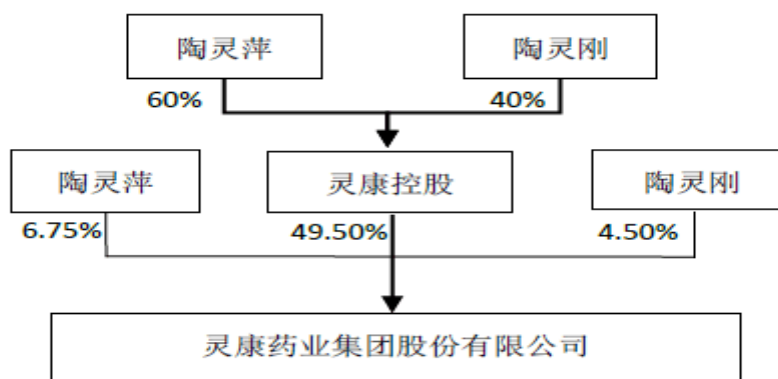 陶灵萍
陶灵刚
60%
40%
陶灵萍
灵康控股
陶灵刚
6.75%
49.50%
4.50%
灵康药业集团股份有限公司